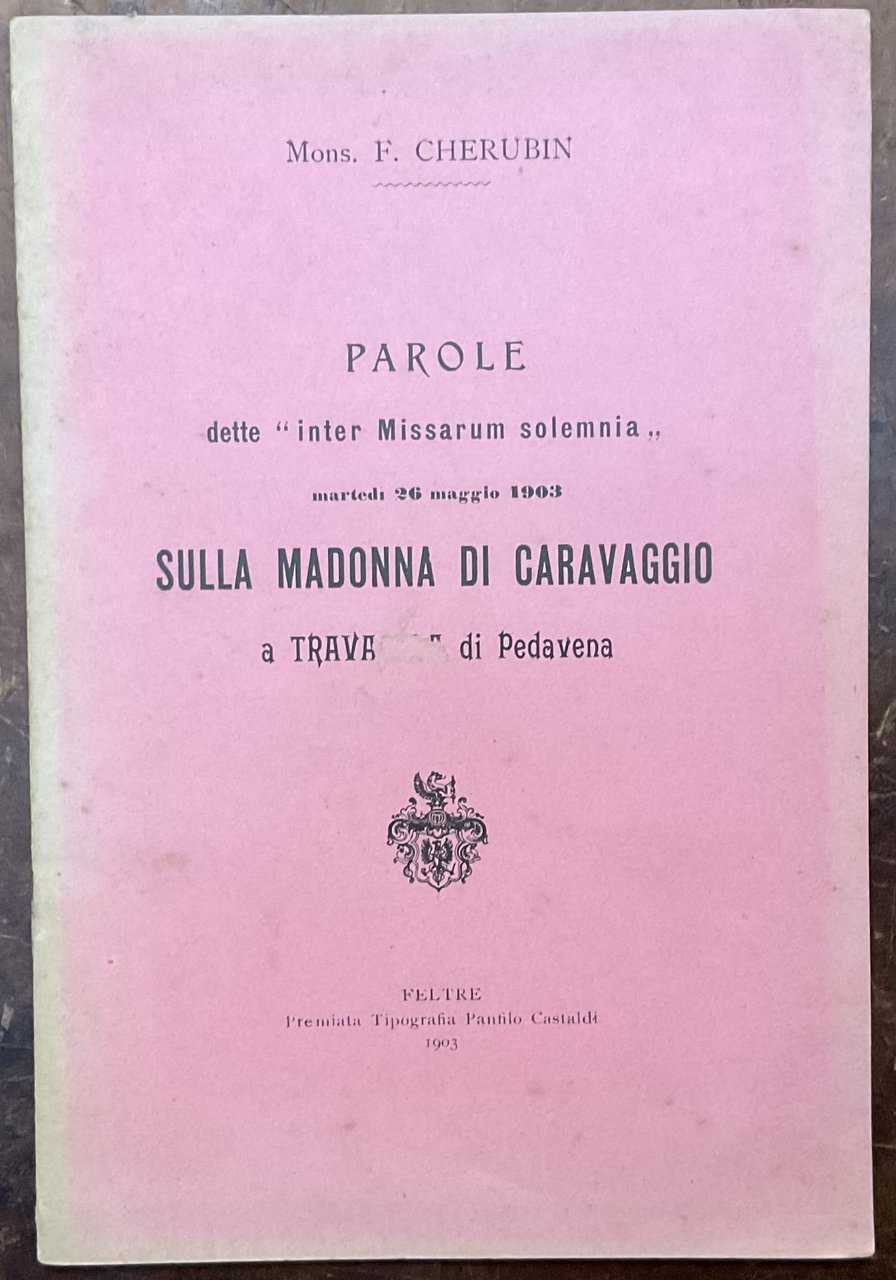 Mons. F. CHERUBIN
PAROLE
dette “inter Missarum solemnia„
martedì 26 maggio 1903
SULLA MADONNA DI CARAVAGGIO
a di Pedavena
FELTRE
Premiata Tipografia Panfilo Castaldi
1903